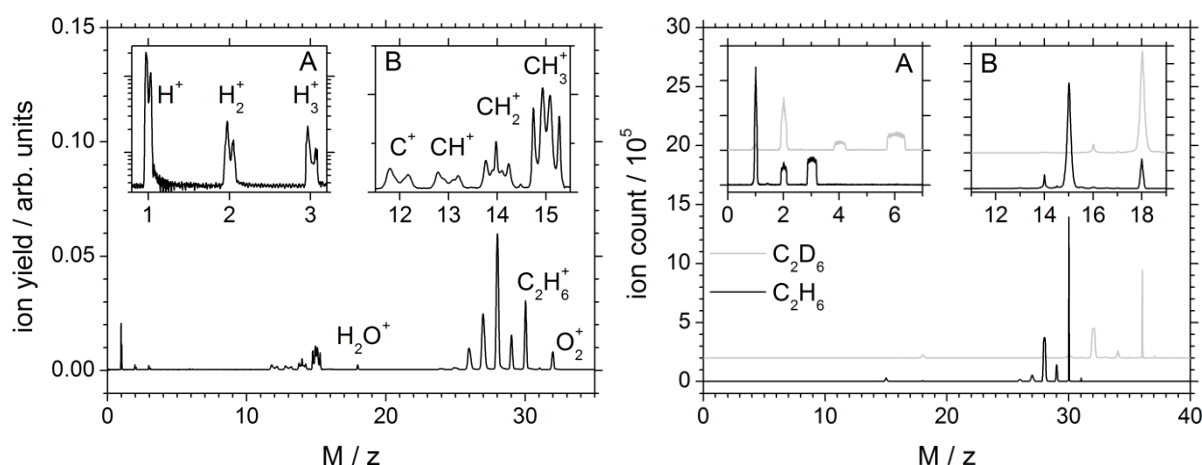 ion yield / arb. units
0.15
0.10
0.05
0.00
A
H⁺
H₂⁺
H₃⁺
1 2 3
B
C⁺
CH⁺
CH₂⁺
CH₃⁺
12 13 14 15
H₂O⁺
C₂H₆⁺
O₂⁺
0 10 20 30
M / z
ion count / 10⁵
30
25
20
15
10
5
0
A
0 2 4 6
B
12 14 16 18
C₂D₆
C₂H₆
0 10 20 30 40
M / z